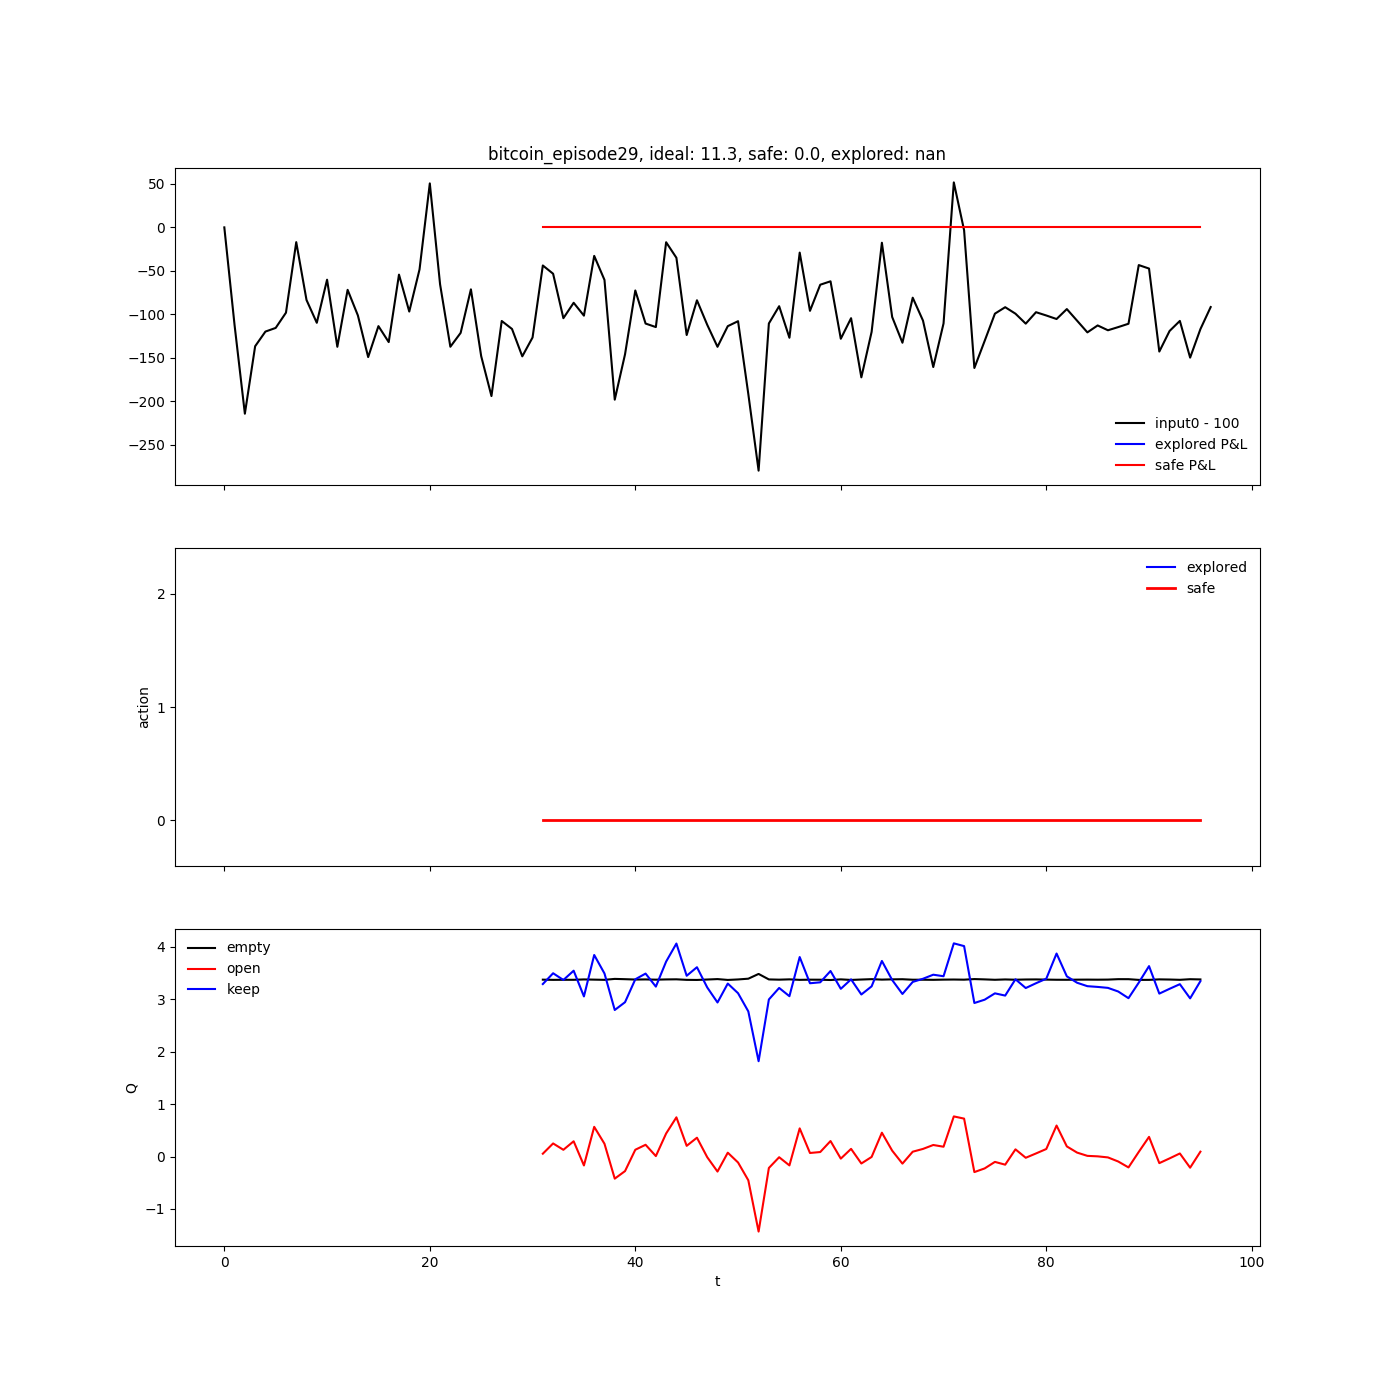 bitcoin_episode29, ideal: 11.3, safe: 0.0, explored: nan
50
0
−50
−100
−150
−200
−250
input0 - 100
explored P&L
safe P&L
2
1
0
action
explored
safe
4
3
2
1
0
−1
Q
empty
open
keep
0 20 40 60 80 100
t